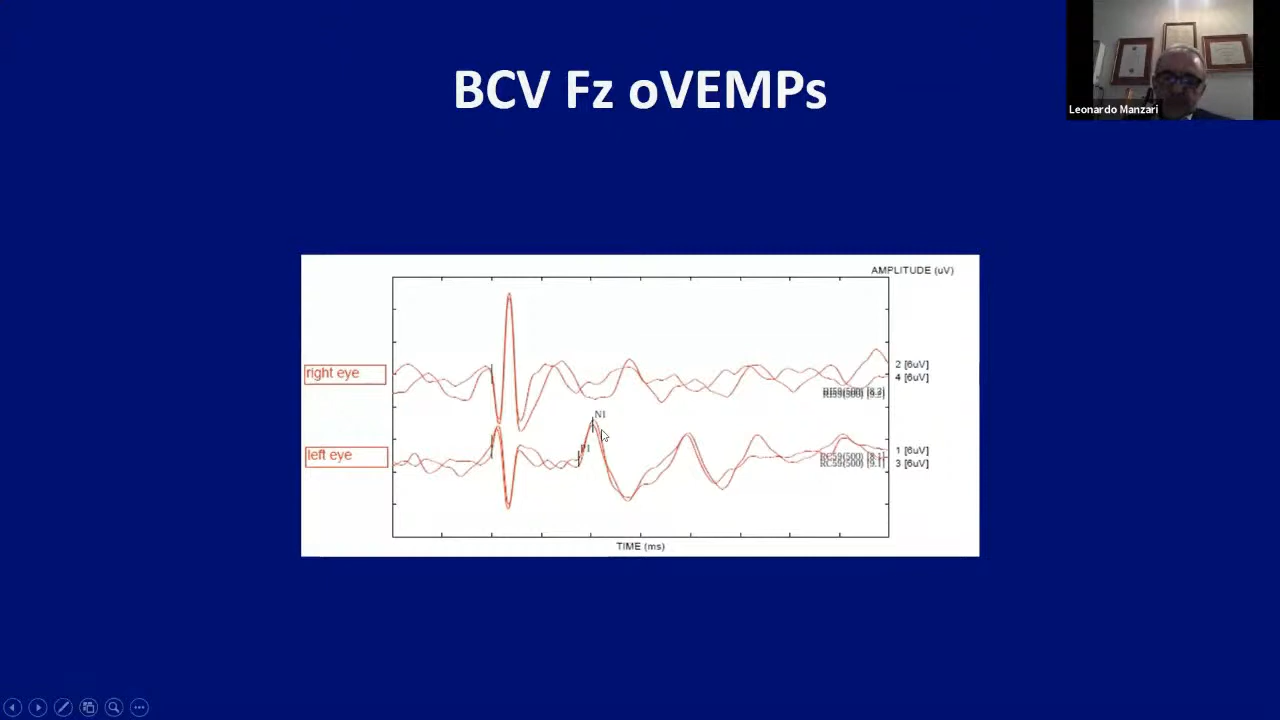 BCV Fz oVEMPs
Leonardo Manzari
AMPLITUDE (uV)
right eye
2 [6uV]
4 [6uV]
N1
P1
left eye
1 [6uV]
3 [6uV]
TIME (ms)